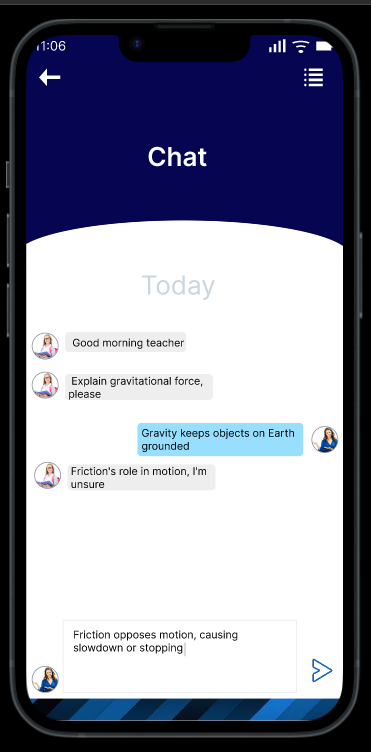 11:06
Chat
Today
Good morning teacher
Explain gravitational force,
please
Gravity keeps objects on Earth
grounded
Friction's role in motion, I'm
unsure
Friction opposes motion, causing
slowdown or stopping